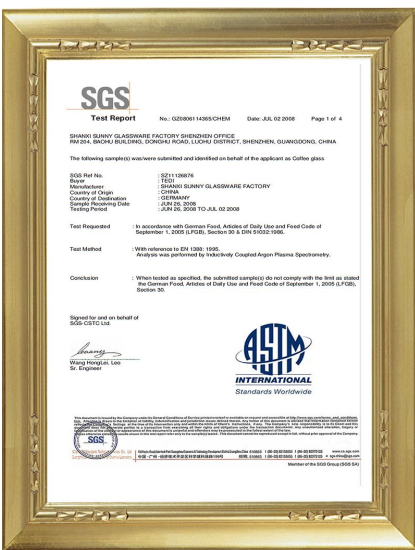 SGS
Test Report No.: GZ0806114365/CHEM Date: JUL 02 2008 Page 1 of 4
SHANXI SUNNY GLASSWARE FACTORY SHENZHEN OFFICE
RM 204, BAOHU BUILDING, DONGHU ROAD, LUOHU DISTRICT, SHENZHEN, GUANGDONG, CHINA
The following sample(s) was/were submitted and identified on behalf of the applicant as Coffee glass
SGS Ref No. : SZ11126876
Buyer : TEDI
Manufacturer : SHANXI SUNNY GLASSWARE FACTORY
Country of Origin : CHINA
Country of Destination : GERMANY
Sample Receiving Date : JUN 26, 2008
Testing Period : JUN 26, 2008 TO JUL 02 2008
Test Requested : In accordance with German Food, Articles of Daily Use and Feed Code of
September 1, 2005 (LFGB), Section 30 & DIN 51032:1986.
Test Method : With reference to EN 1388: 1995.
Analysis was performed by Inductively Coupled Argon Plasma Spectrometry.
Conclusion : When tested as specified, the submitted sample(s) do not comply with the limit as stated
the German Food, Articles of Daily Use and Feed Code of September 1, 2005 (LFGB),
Section 30.
Signed for and on behalf of
SGS-CSTC Ltd.
Wang HongLei, Leo
Sr. Engineer
ASTM
INTERNATIONAL
Standards Worldwide
SGS
Member of the SGS Group (SGS SA)